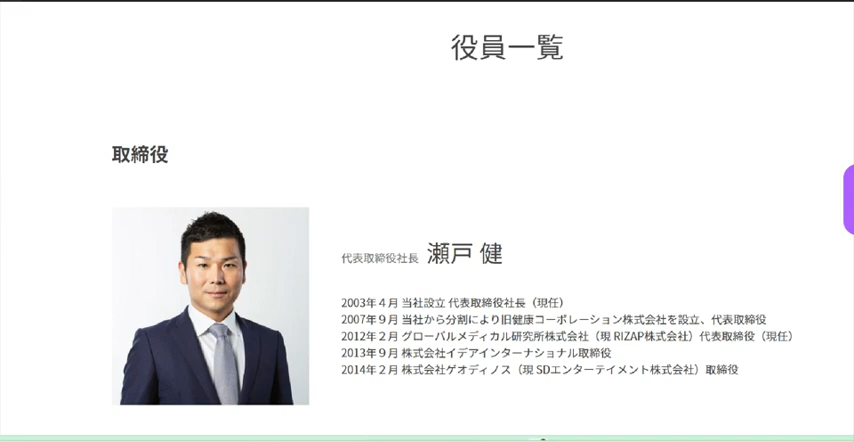 役員一覧
取締役
代表取締役社長 瀬戸 健
2003年４月 当社設立 代表取締役社長（現任）
2007年９月 当社から分割により旧健康コーポレーション株式会社を設立、代表取締役
2012年２月 グローバルメディカル研究所株式会社（現 RIZAP株式会社）代表取締役（現任）
2013年９月 株式会社イデアインターナショナル取締役
2014年２月 株式会社ゲオディノス（現 SDエンターテイメント株式会社）取締役